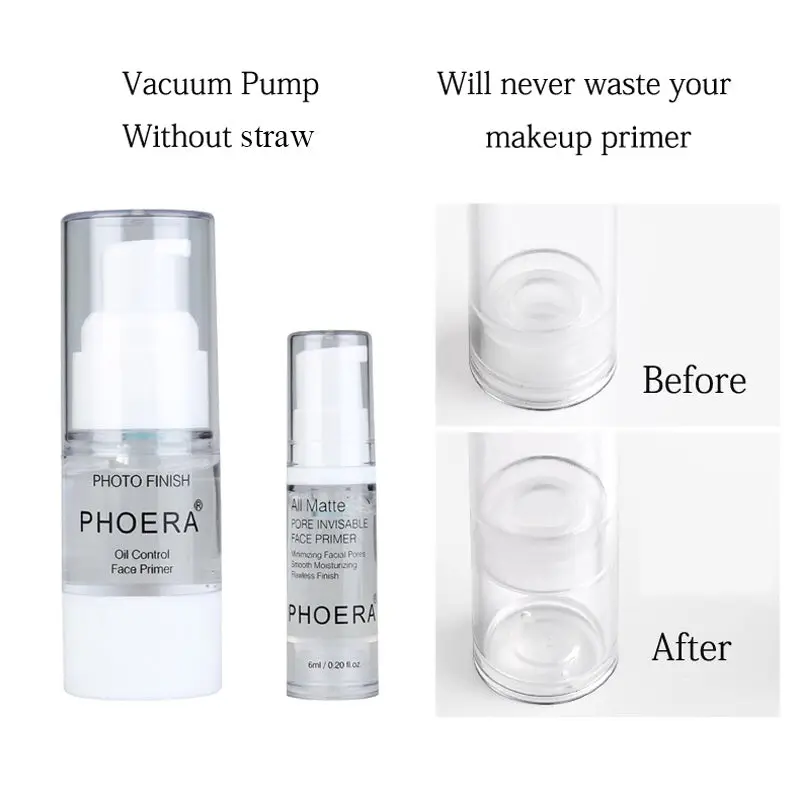 Vacuum Pump
Without straw
Will never waste your
makeup primer
PHOTO FINISH
PHOERA®
Oil Control
Face Primer
All Matte
PORE INVISABLE
FACE PRIMER
Minimizing Facial Pores
Smooth Moisturizing
Flawless Finish
PHOERA®
6ml / 0.20 fl.oz.
Before
After